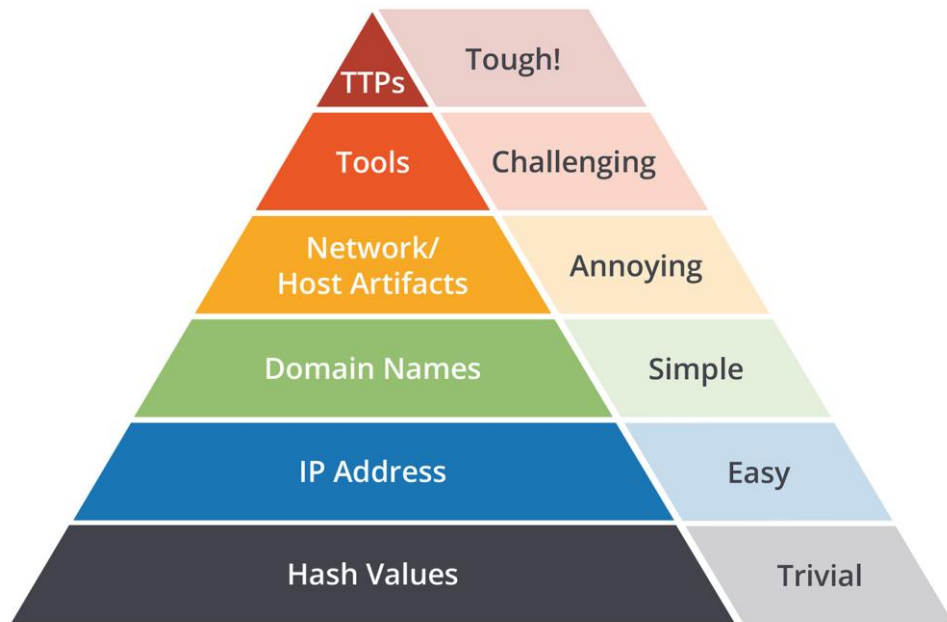 TTPs
Tough!
Tools
Challenging
Network/
Host Artifacts
Annoying
Domain Names
Simple
IP Address
Easy
Hash Values
Trivial